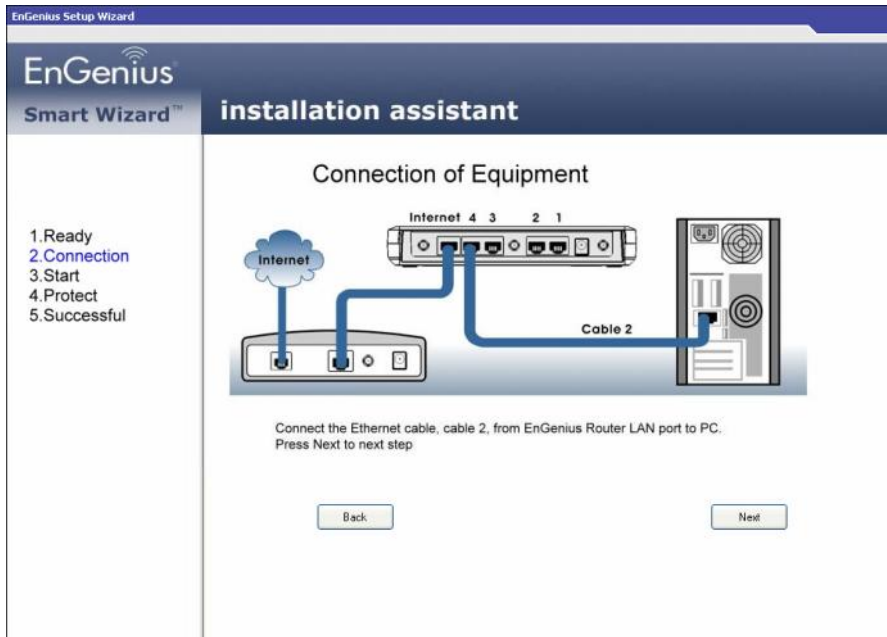 EnGenius Setup Wizard
EnGenius
Smart Wizard™
installation assistant
Connection of Equipment
1.Ready
2.Connection
3.Start
4.Protect
5.Successful
Internet 4 3 2 1
Internet
Cable 2
Connect the Ethernet cable, cable 2, from EnGenius Router LAN port to PC.
Press Next to next step
Back
Next